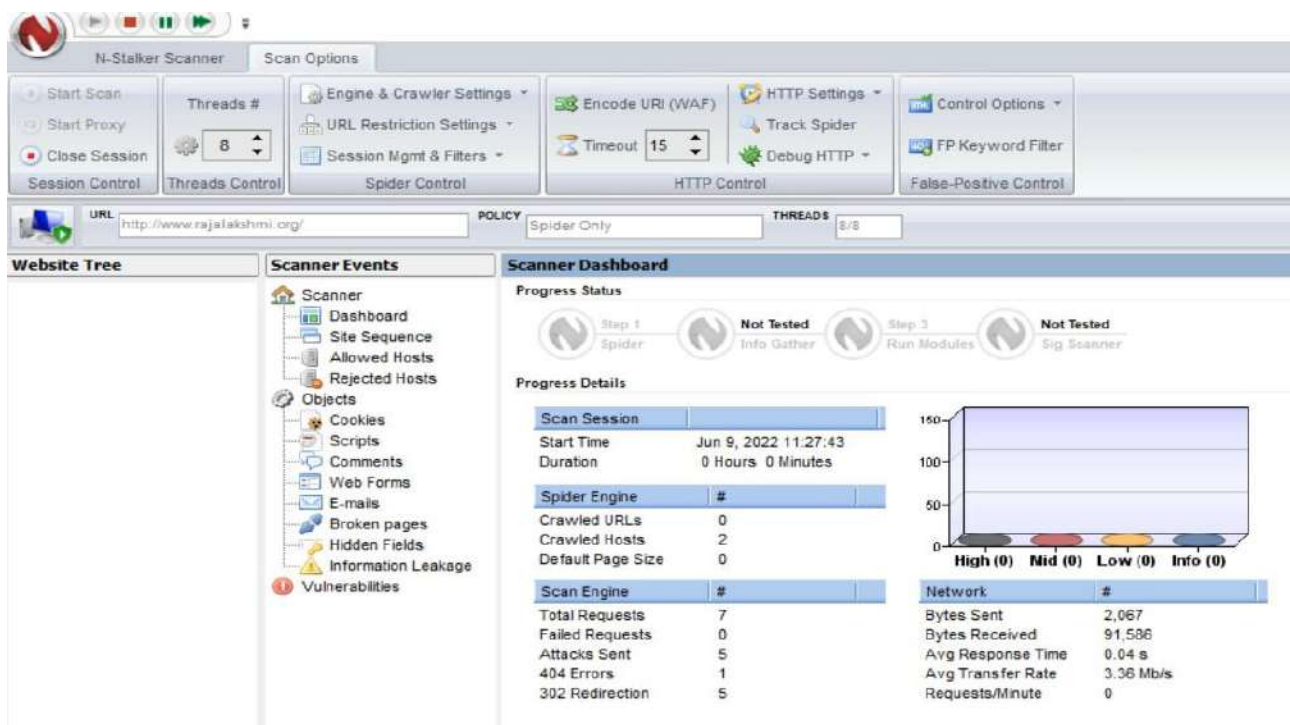 N-Stalker Scanner Scan Options
Start Scan
Start Proxy
Close Session
Session Control
Threads #
8
Threads Control
Engine & Crawler Settings
URL Restriction Settings
Session Mgmt & Filters
Spider Control
Encode URI (WAF)
Timeout 15
HTTP Settings
Track Spider
Debug HTTP
HTTP Control
Control Options
FP Keyword Filter
False-Positive Control
URL http://www.rajalakshmi.org/ POLICY Spider Only THREADS 8/8
Website Tree
Scanner Events
Scanner
Dashboard
Site Sequence
Allowed Hosts
Rejected Hosts
Objects
Cookies
Scripts
Comments
Web Forms
E-mails
Broken pages
Hidden Fields
Information Leakage
Vulnerabilities
Scanner Dashboard
Progress Status
Step 1
Spider
Not Tested
Info Gather
Step 3
Run Modules
Not Tested
Sig Scanner
Progress Details
Scan Session
Start Time Jun 9, 2022 11:27:43
Duration 0 Hours 0 Minutes
Spider Engine #
Crawled URLs 0
Crawled Hosts 2
Default Page Size 0
Scan Engine #
Total Requests 7
Failed Requests 0
Attacks Sent 5
404 Errors 1
302 Redirection 5
150
100
50
0
High (0) Mid (0) Low (0) Info (0)
Network #
Bytes Sent 2,067
Bytes Received 91,586
Avg Response Time 0.04 s
Avg Transfer Rate 3.36 Mb/s
Requests/Minute 0